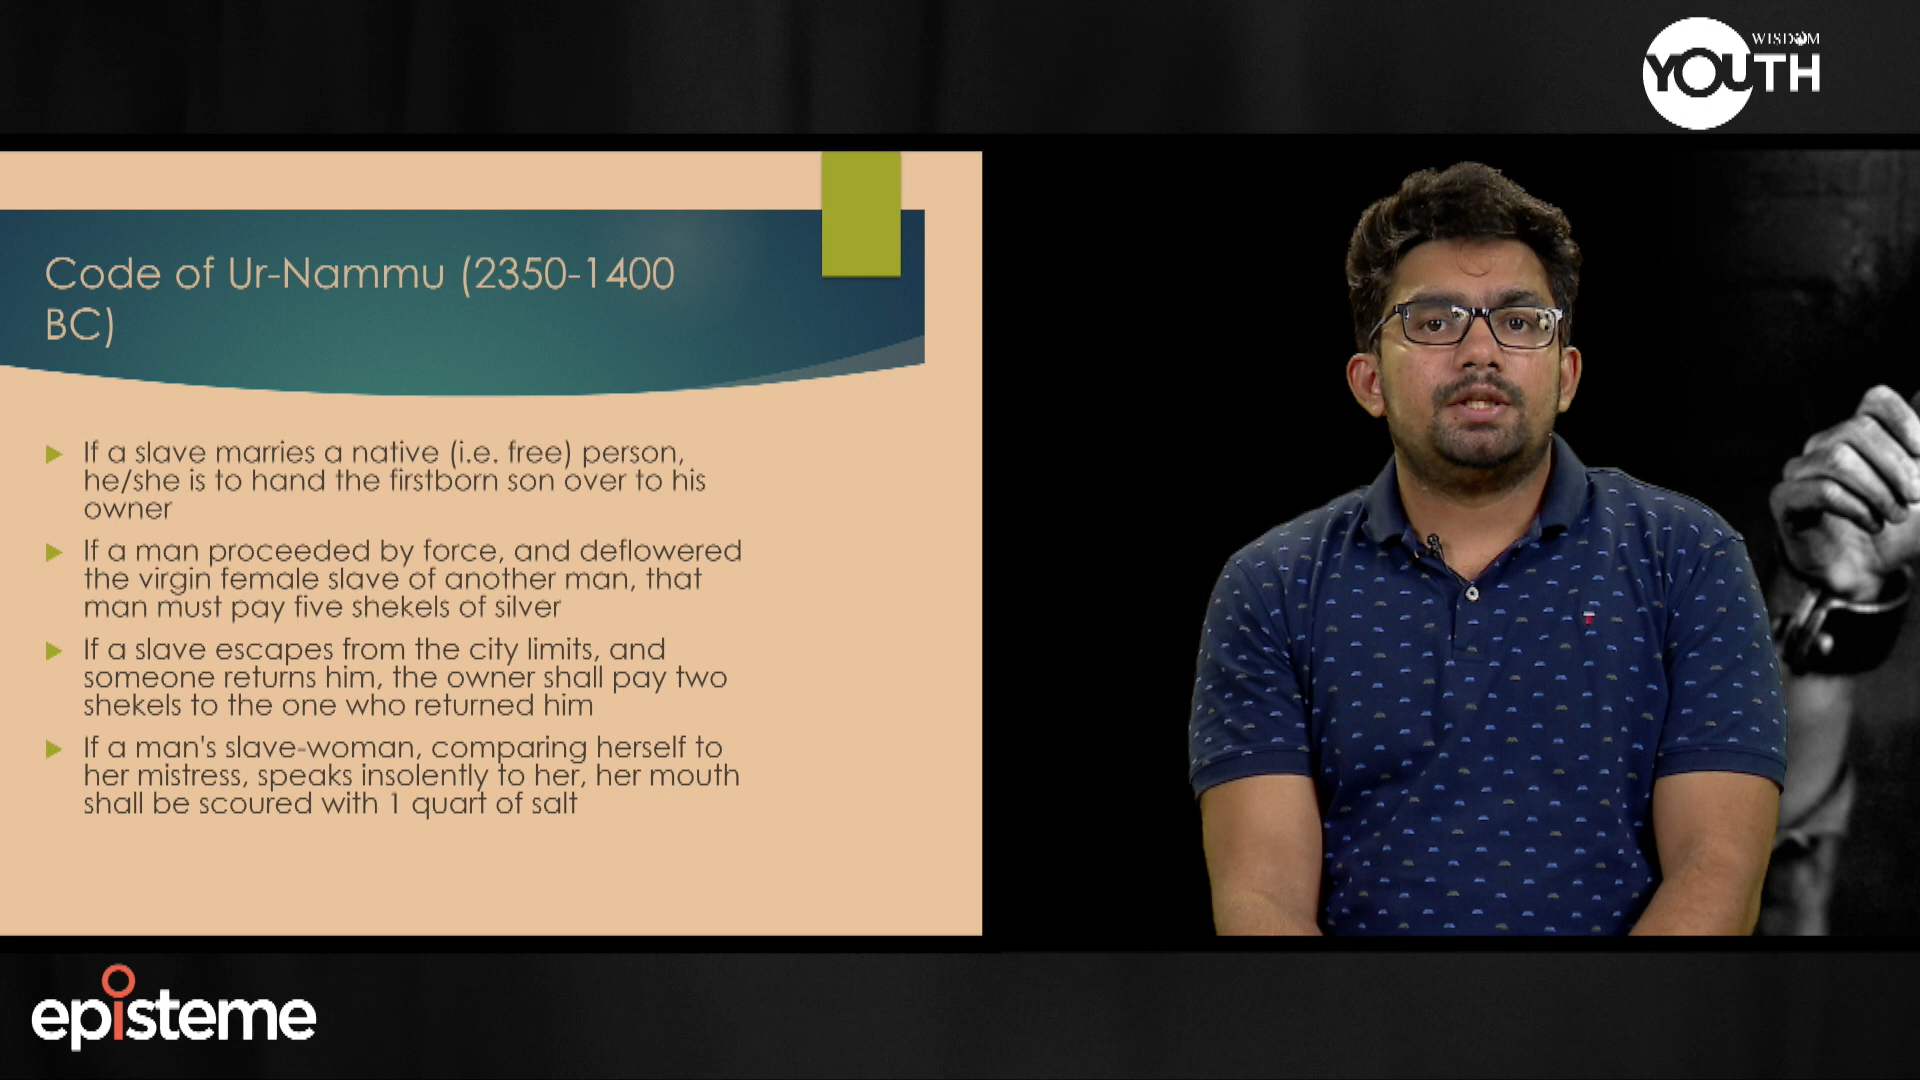 WISDOM
YOUTH
Code of Ur-Nammu (2350-1400
BC)
If a slave marries a native (i.e. free) person,
he/she is to hand the firstborn son over to his
owner
If a man proceeded by force, and deflowered
the virgin female slave of another man, that
man must pay five shekels of silver
If a slave escapes from the city limits, and
someone returns him, the owner shall pay two
shekels to the one who returned him
If a man's slave-woman, comparing herself to
her mistress, speaks insolently to her, her mouth
shall be scoured with 1 quart of salt
episteme